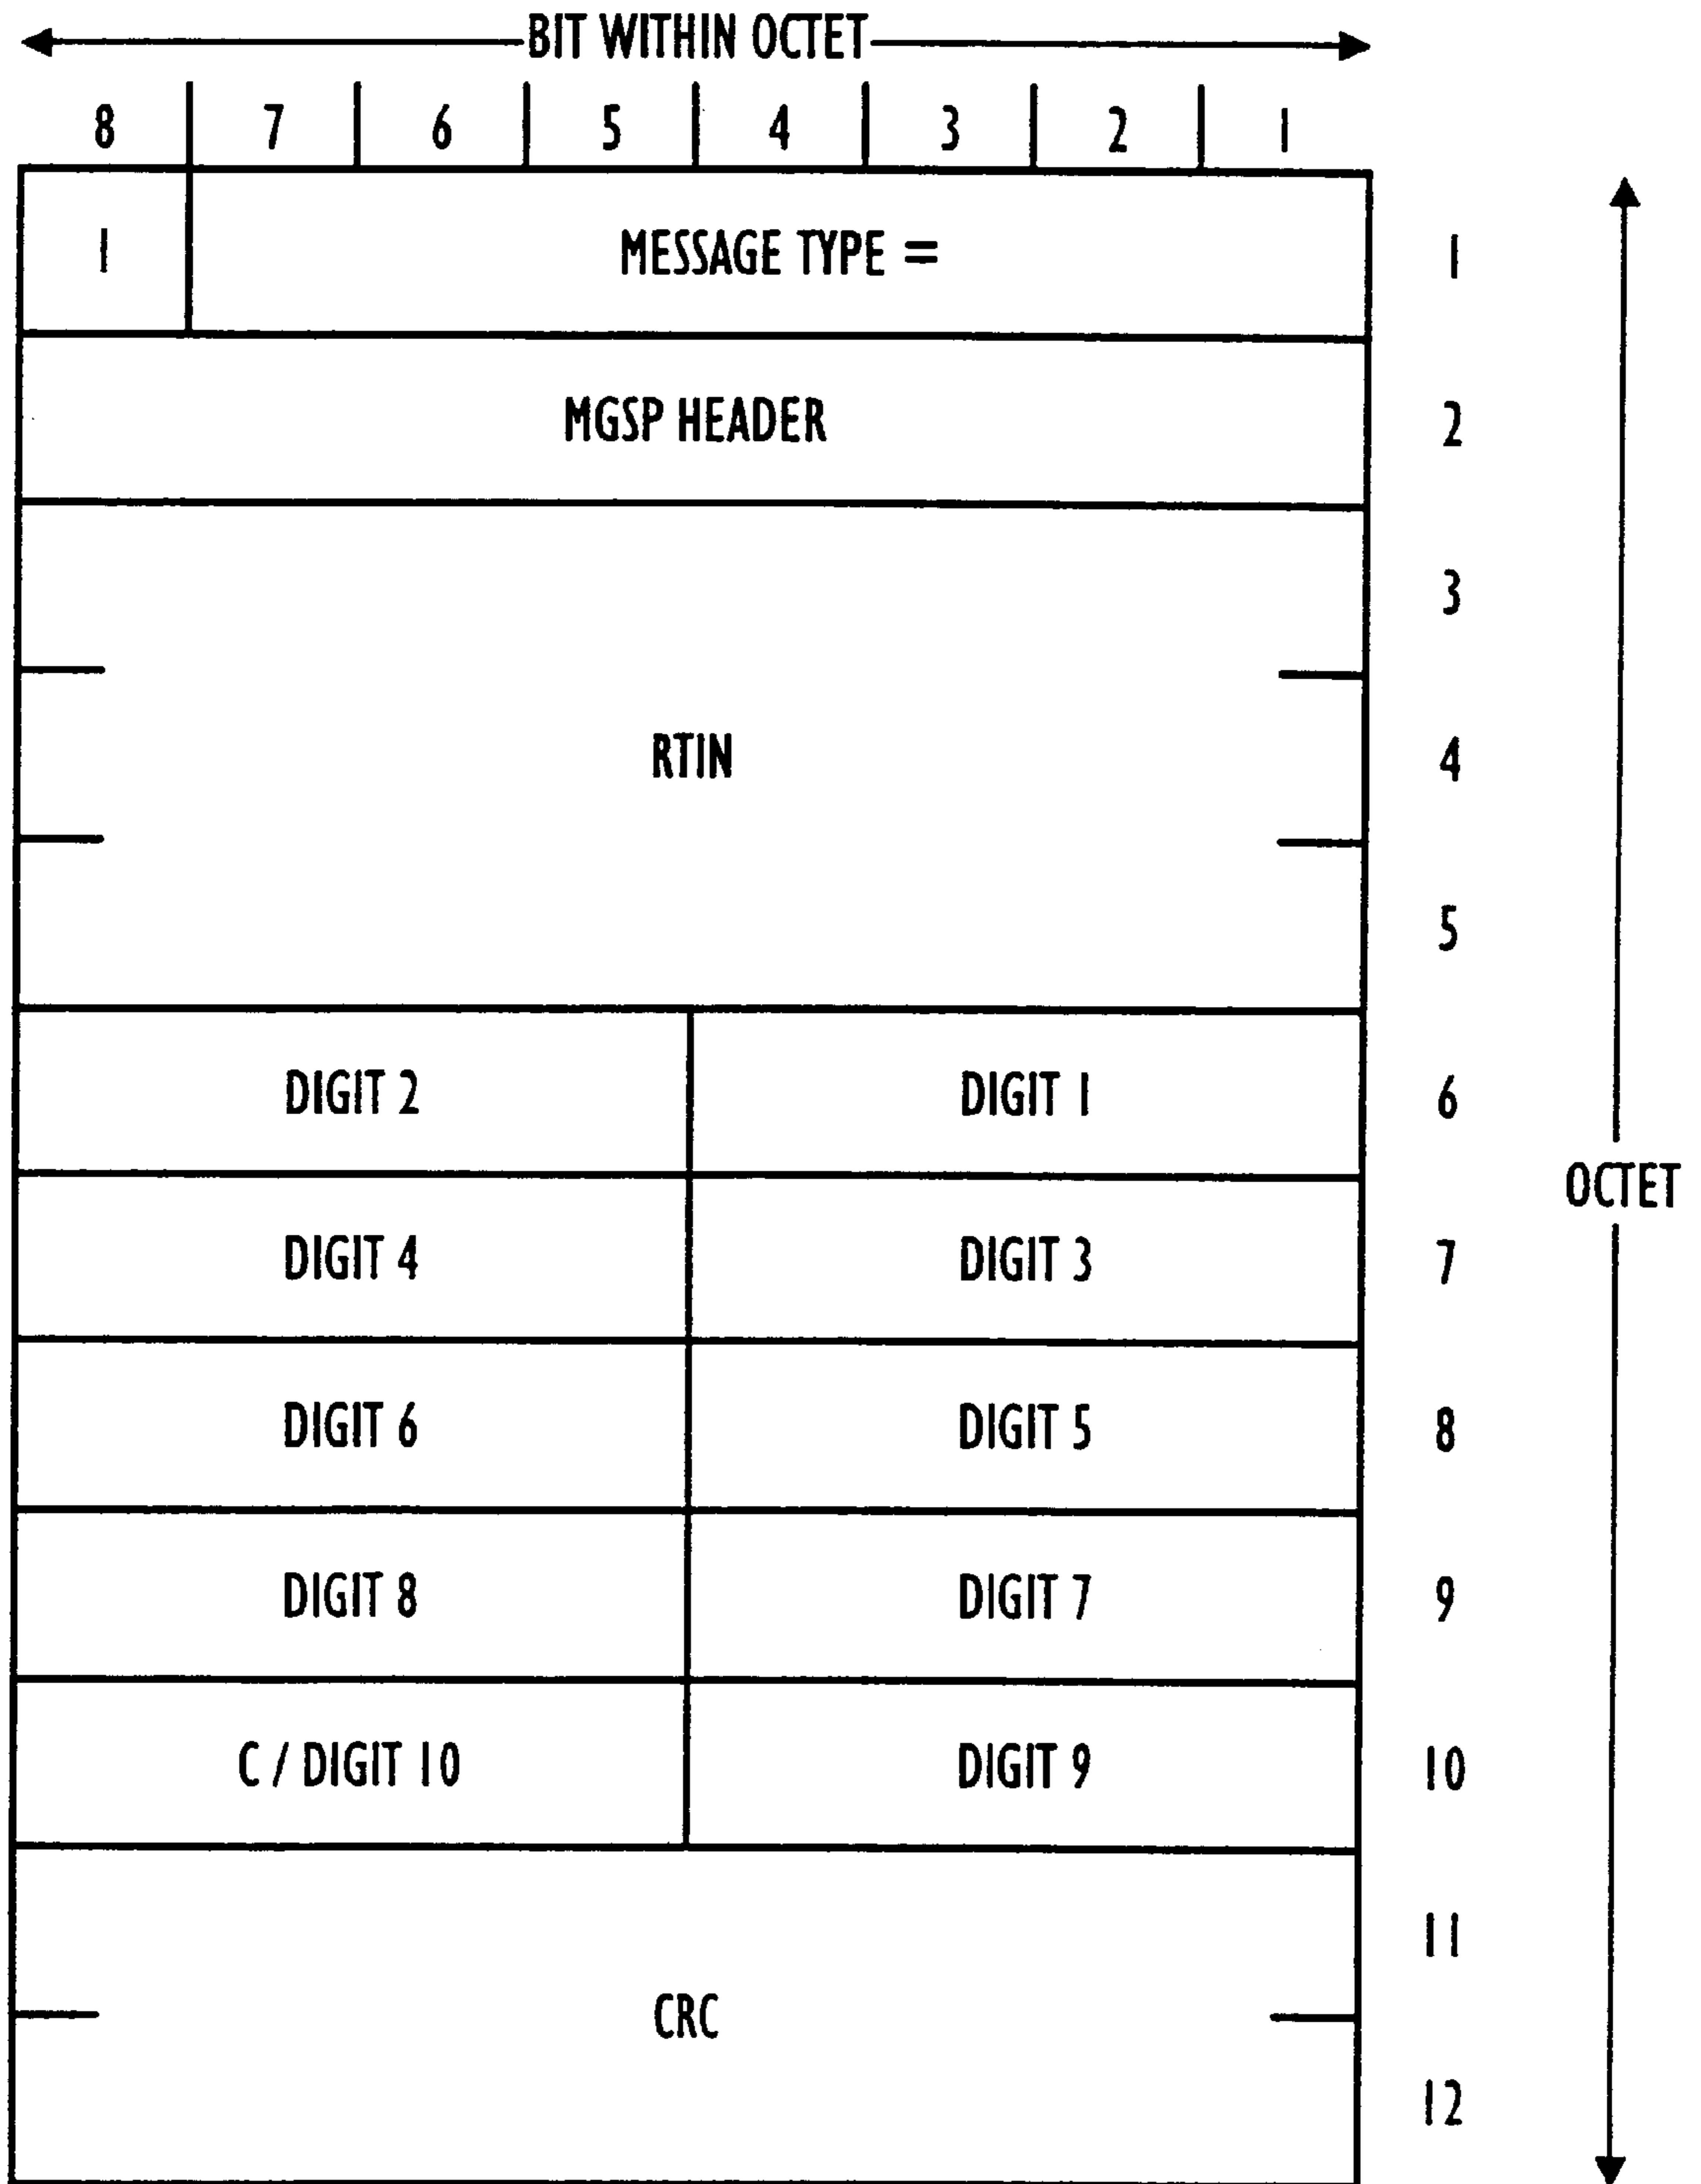 BIT WITHIN OCTET
8 7 6 5 4 3 2 1
1 MESSAGE TYPE = 1
MGSP HEADER 2
3
RTIN 4
5
DIGIT 2 DIGIT 1 6
OCTET
DIGIT 4 DIGIT 3 7
DIGIT 6 DIGIT 5 8
DIGIT 8 DIGIT 7 9
C / DIGIT 10 DIGIT 9 10
11
CRC
12